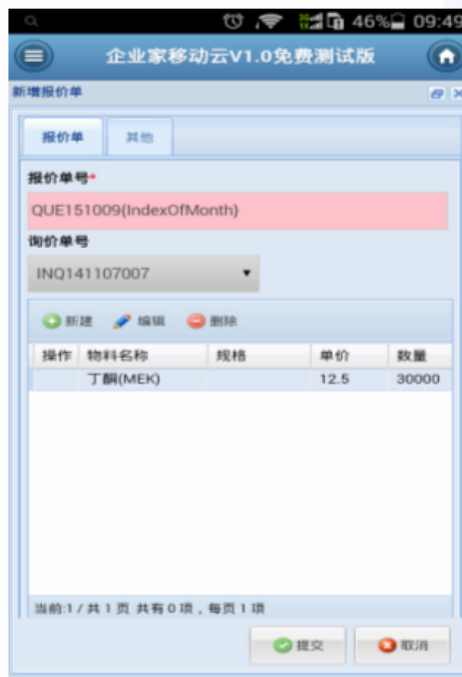 46% 09:49
企业家移动云V1.0免费测试版
新增报价单
报价单 其他
报价单号*
QUE151009{IndexOfMonth}
询价单号
INQ141107007
新建 编辑 删除
操作 物料名称 规格 单价 数量
丁酮(MEK) 12.5 30000
当前:1 / 共 1 页 共有 0 项 , 每页 1 项
提交 取消